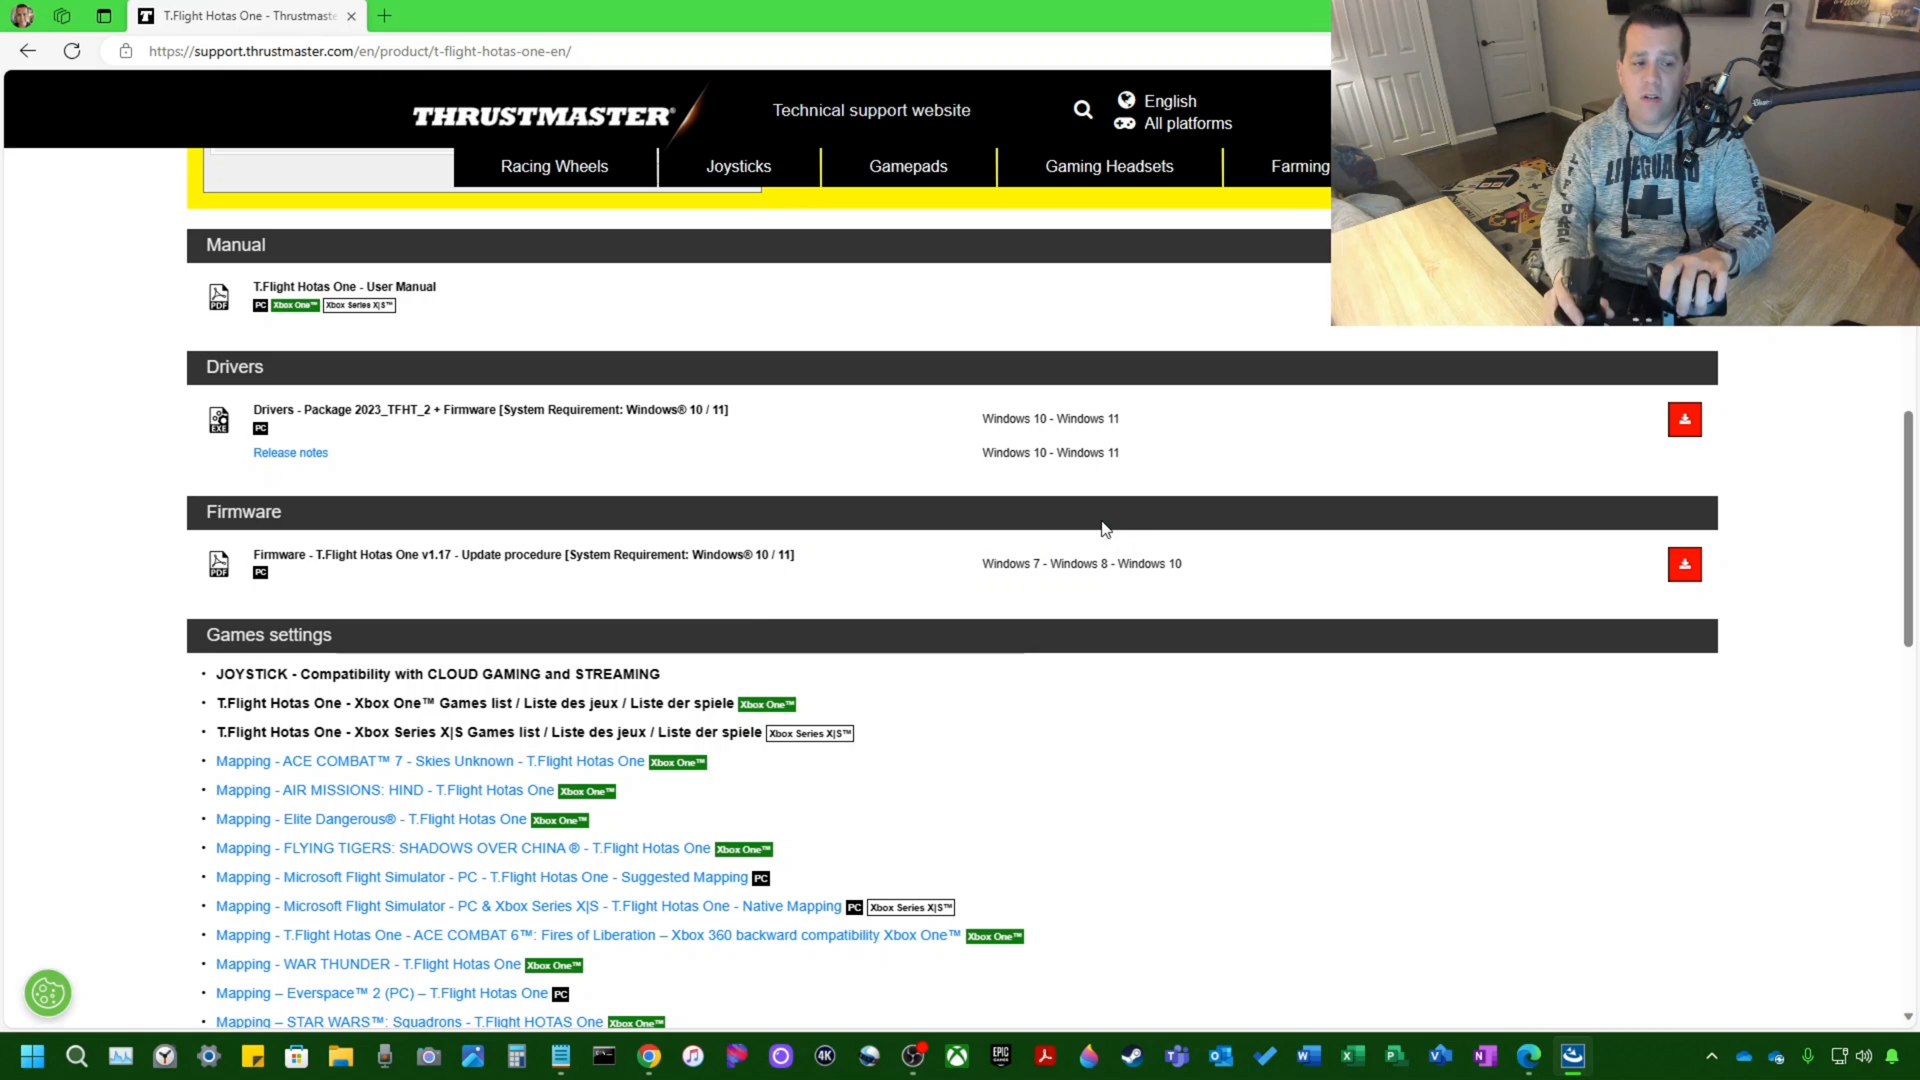 T.Flight Hotas One - Thrustmaste
https://support.thrustmaster.com/en/product/t-flight-hotas-one-en/
THRUSTMASTER®
Technical support website
English
All platforms
Racing Wheels
Joysticks
Gamepads
Gaming Headsets
Farming
LIFEGUARD
Manual
PDF
T.Flight Hotas One - User Manual
PC Xbox One™ Xbox Series X|S™
Drivers
EXE
Drivers - Package 2023_TFHT_2 + Firmware [System Requirement: Windows® 10 / 11]
Windows 10 - Windows 11
PC
Release notes
Windows 10 - Windows 11
Firmware
PDF
Firmware - T.Flight Hotas One v1.17 - Update procedure [System Requirement: Windows® 10 / 11]
Windows 7 - Windows 8 - Windows 10
PC
Games settings
• JOYSTICK - Compatibility with CLOUD GAMING and STREAMING
• T.Flight Hotas One - Xbox One™ Games list / Liste des jeux / Liste der spiele Xbox One™
• T.Flight Hotas One - Xbox Series X|S Games list / Liste des jeux / Liste der spiele Xbox Series X|S™
• Mapping - ACE COMBAT™ 7 - Skies Unknown - T.Flight Hotas One Xbox One™
• Mapping - AIR MISSIONS: HIND - T.Flight Hotas One Xbox One™
• Mapping - Elite Dangerous® - T.Flight Hotas One Xbox One™
• Mapping - FLYING TIGERS: SHADOWS OVER CHINA ® - T.Flight Hotas One Xbox One™
• Mapping - Microsoft Flight Simulator - PC - T.Flight Hotas One - Suggested Mapping PC
• Mapping - Microsoft Flight Simulator - PC & Xbox Series X|S - T.Flight Hotas One - Native Mapping PC Xbox Series X|S™
• Mapping - T.Flight Hotas One - ACE COMBAT 6™: Fires of Liberation – Xbox 360 backward compatibility Xbox One™ Xbox One™
• Mapping - WAR THUNDER - T.Flight Hotas One Xbox One™
• Mapping – Everspace™ 2 (PC) – T.Flight Hotas One PC
• Mapping – STAR WARS™: Squadrons - T.Flight HOTAS One Xbox One™
4K
EPIC